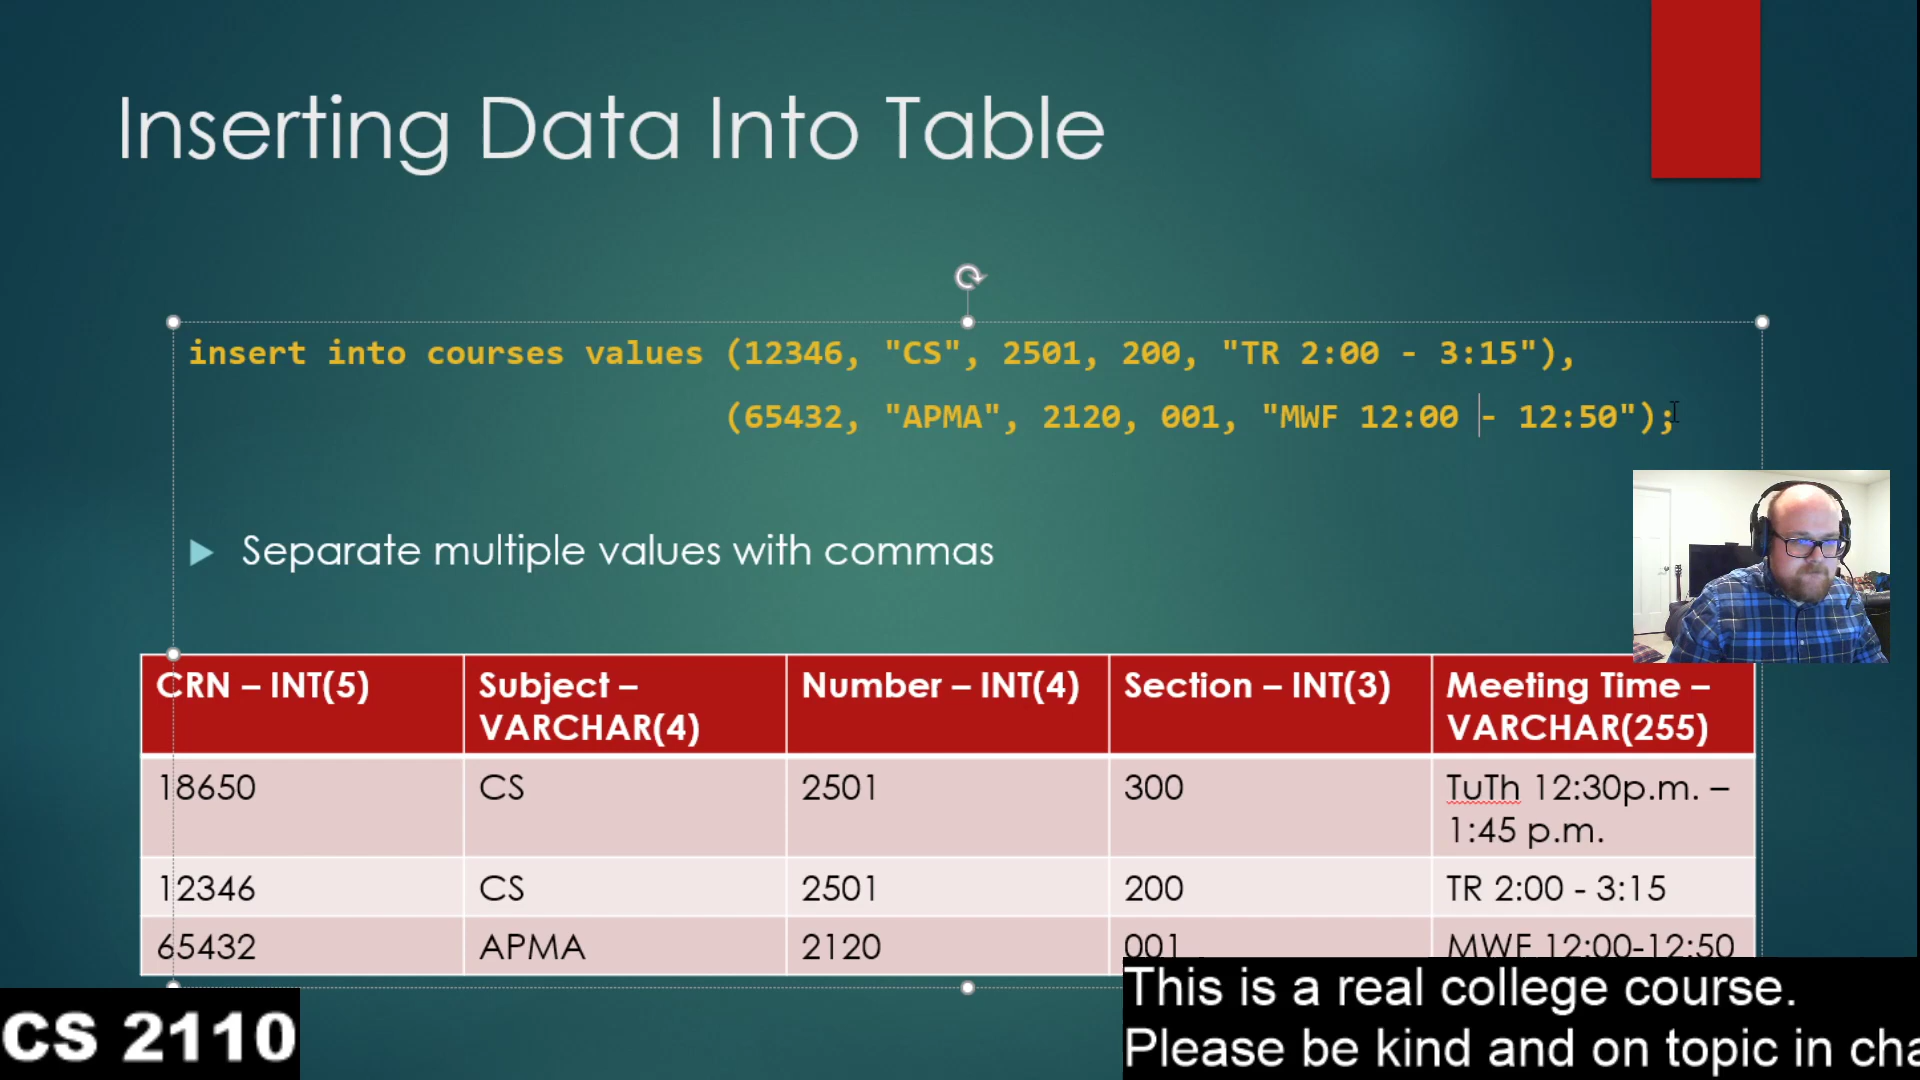 Inserting Data Into Table
insert into courses values (12346, "CS", 2501, 200, "TR 2:00 - 3:15"),
(65432, "APMA", 2120, 001, "MWF 12:00 - 12:50");
Separate multiple values with commas
CRN – INT(5)
Subject –
VARCHAR(4)
Number – INT(4)
Section – INT(3)
Meeting Time –
VARCHAR(255)
18650
CS
2501
300
TuTh 12:30p.m. –
1:45 p.m.
12346
CS
2501
200
TR 2:00 - 3:15
65432
APMA
2120
001
MWF 12:00-12:50
CS 2110
This is a real college course.
Please be kind and on topic in cha